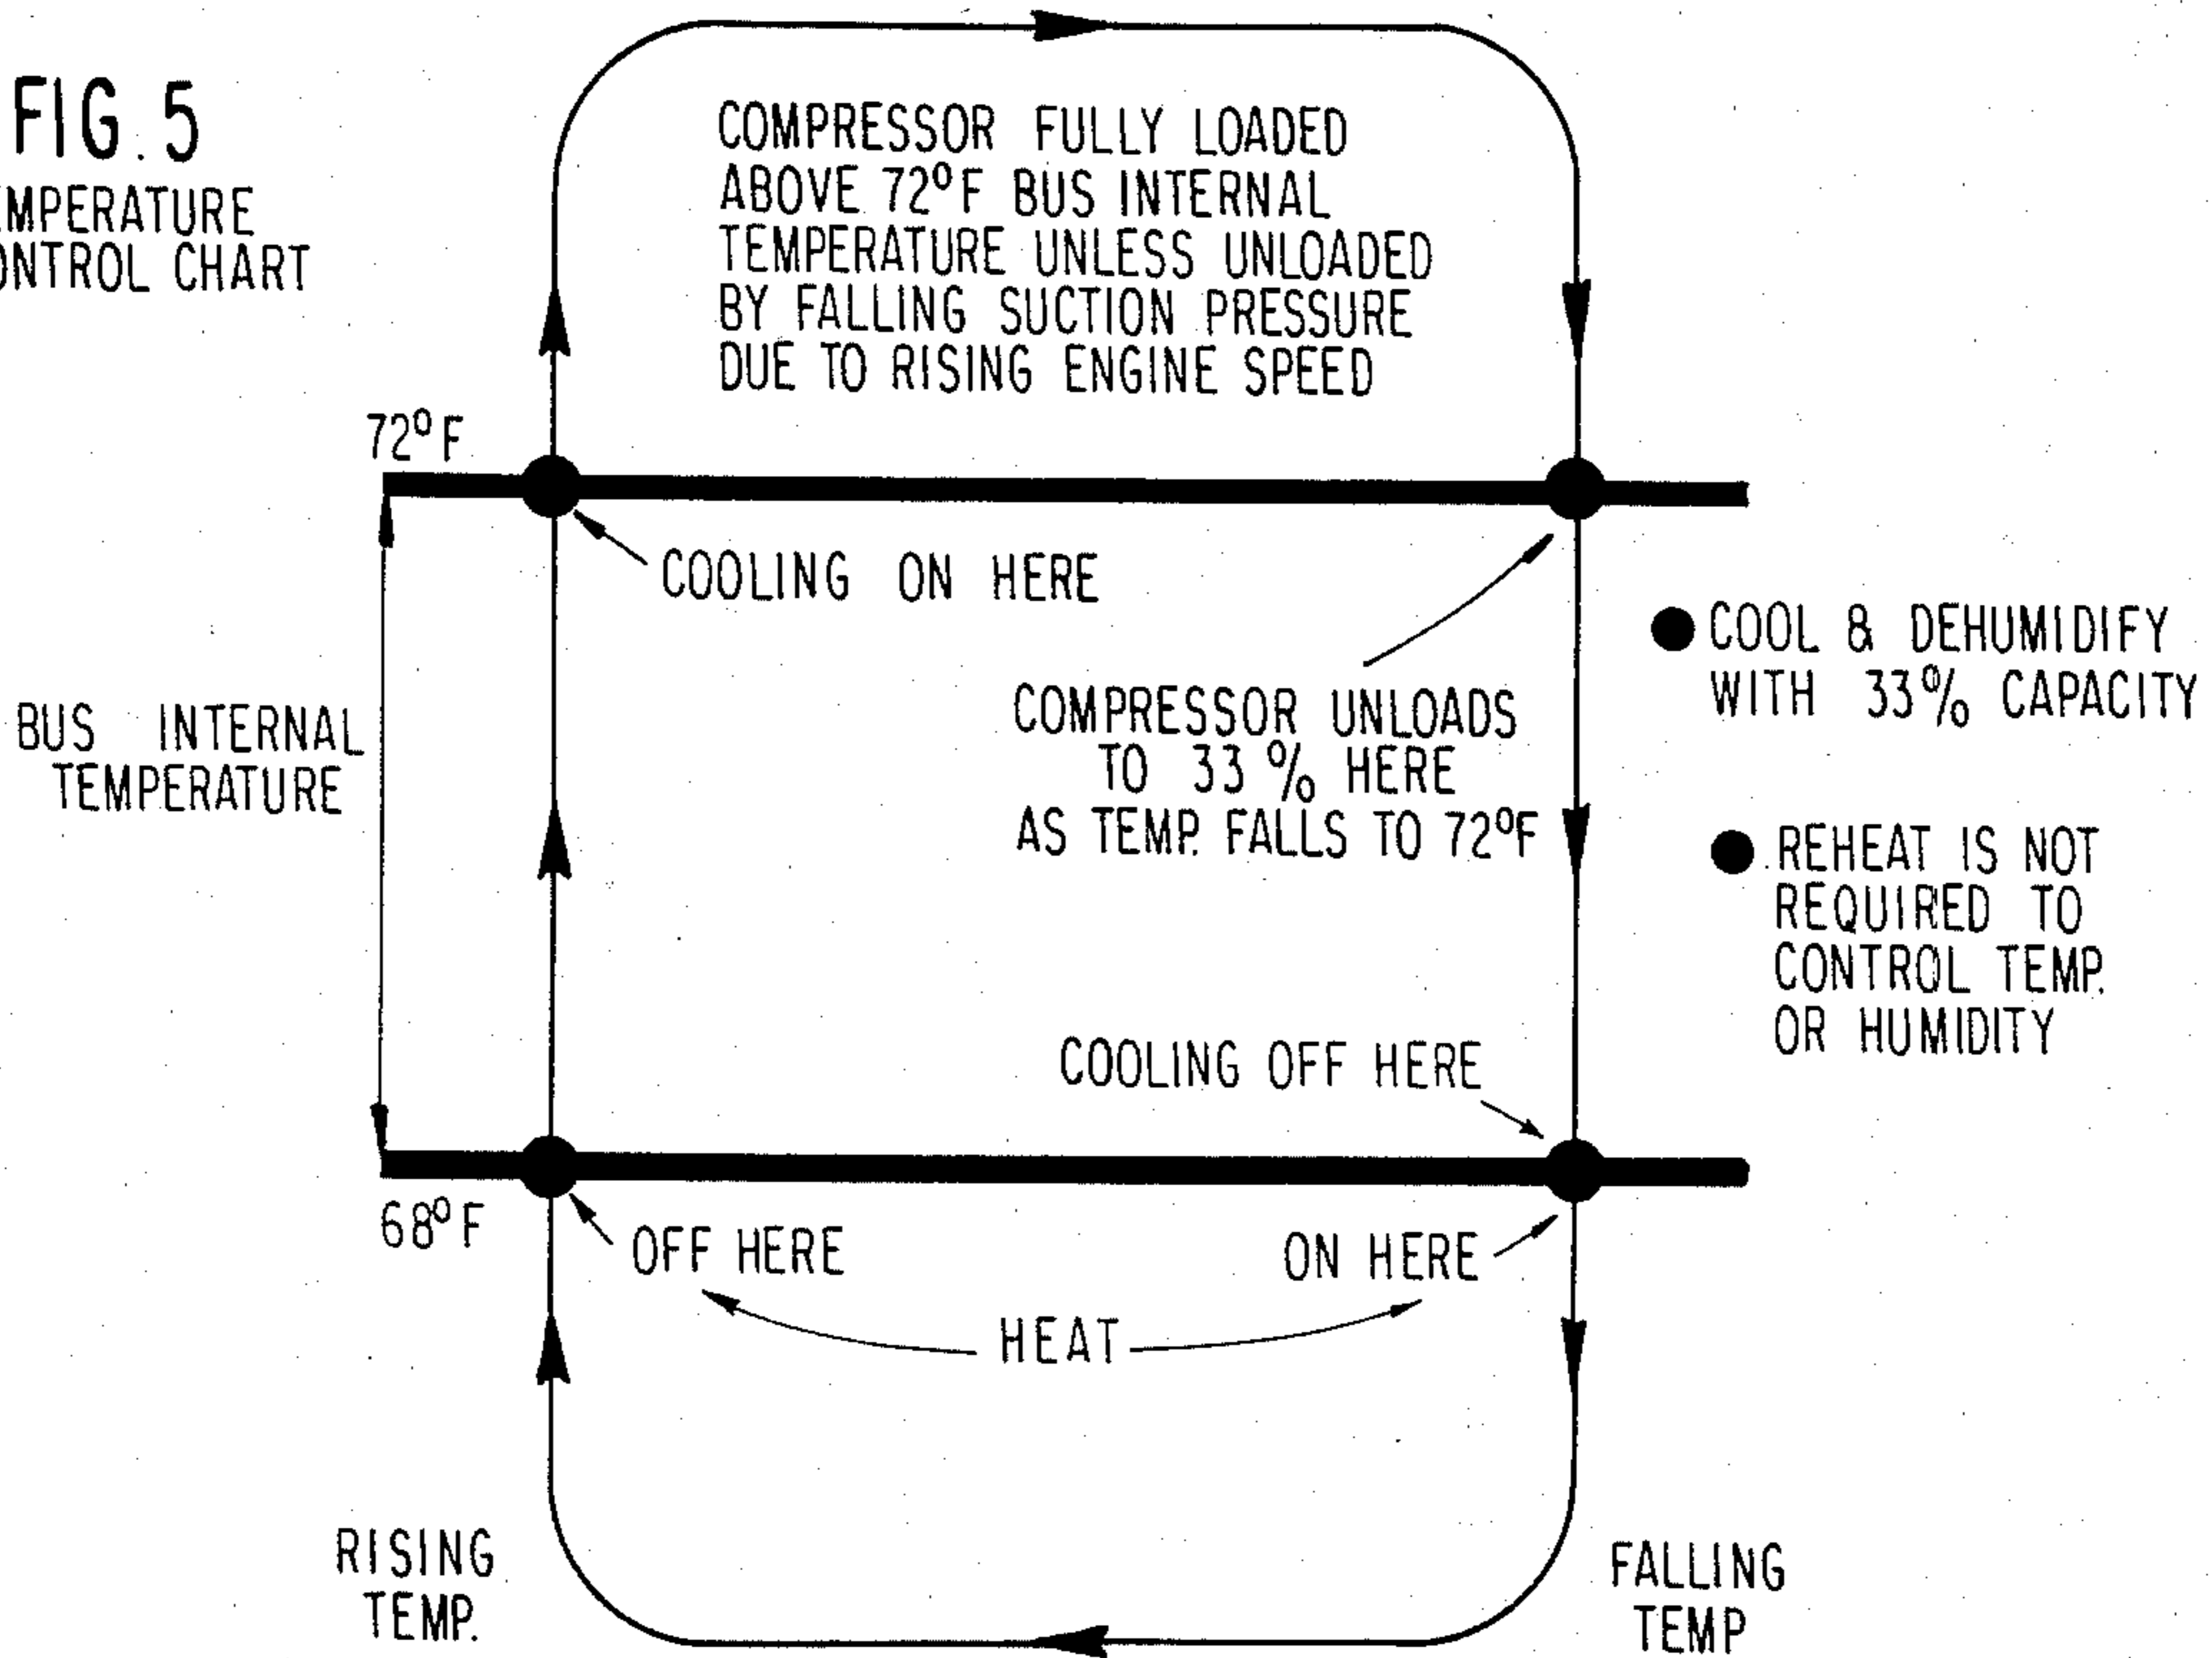 FIG. 5
EMPERATURE
ONTROL CHART
COMPRESSOR FULLY LOADED
ABOVE 72°F BUS INTERNAL
TEMPERATURE UNLESS UNLOADED
BY FALLING SUCTION PRESSURE
DUE TO RISING ENGINE SPEED
72°F
COOLING ON HERE
BUS INTERNAL
TEMPERATURE
COMPRESSOR UNLOADS
TO 33% HERE
AS TEMP. FALLS TO 72°F
● COOL & DEHUMIDIFY
WITH 33% CAPACITY
● REHEAT IS NOT
REQUIRED TO
CONTROL TEMP.
OR HUMIDITY
COOLING OFF HERE
68°F
OFF HERE
ON HERE
HEAT
RISING
TEMP.
FALLING
TEMP